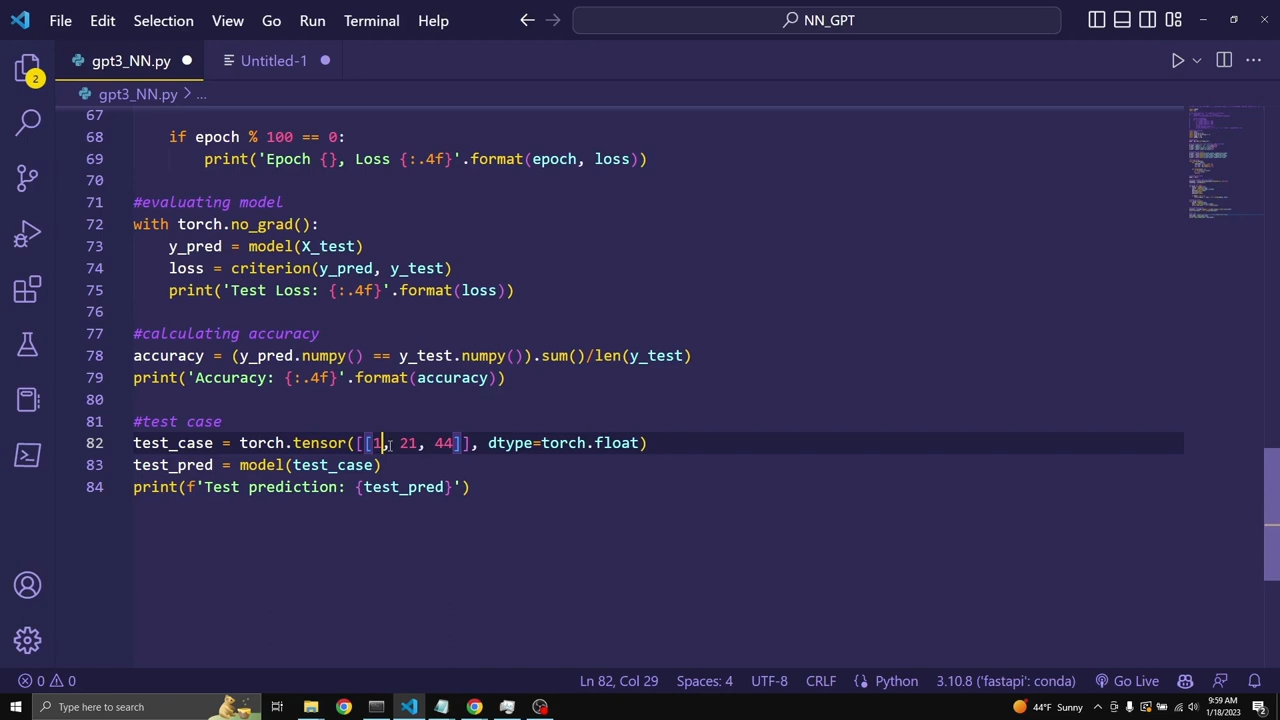 File Edit Selection View Go Run Terminal Help
NN_GPT
gpt3_NN.py
Untitled-1
gpt3_NN.py > ...
2
67
68 if epoch % 100 == 0:
69 print('Epoch {}, Loss {:.4f}'.format(epoch, loss))
70
71 #evaluating model
72 with torch.no_grad():
73 y_pred = model(X_test)
74 loss = criterion(y_pred, y_test)
75 print('Test Loss: {:.4f}'.format(loss))
76
77 #calculating accuracy
78 accuracy = (y_pred.numpy() == y_test.numpy()).sum()/len(y_test)
79 print('Accuracy: {:.4f}'.format(accuracy))
80
81 #test case
82 test_case = torch.tensor([[1, 21, 44]], dtype=torch.float)
83 test_pred = model(test_case)
84 print(f'Test prediction: {test_pred}')
0 0
Ln 82, Col 29 Spaces: 4 UTF-8 CRLF Python 3.10.8 ('fastapi': conda) Go Live
Type here to search
44°F Sunny
9:59 AM
1/18/2023
2